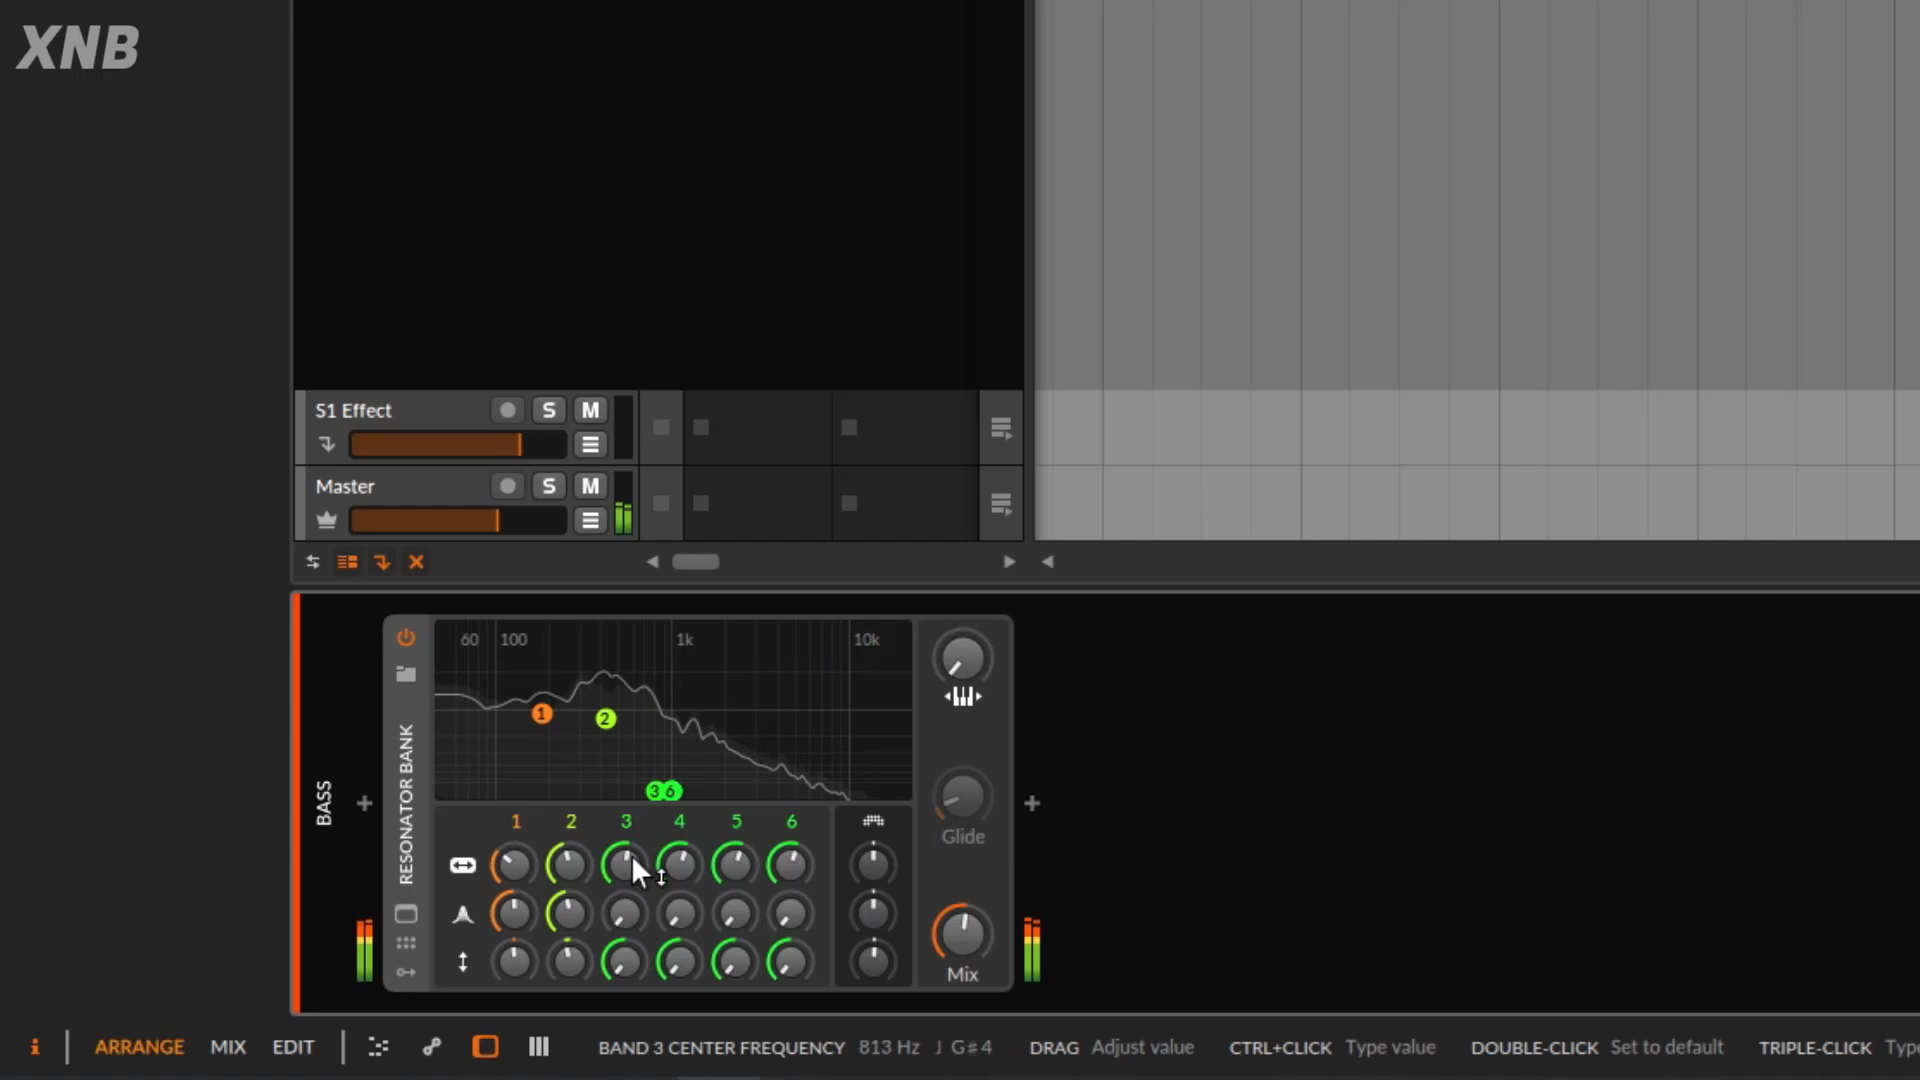 XNB
S1 Effect
S
M
Master
S
M
60
100
1k
10k
1
2
3
6
1
2
3
4
5
6
BASS
RESONATOR BANK
Glide
Mix
i
ARRANGE
MIX
EDIT
BAND 3 CENTER FREQUENCY 813 Hz
G#4
DRAG Adjust value
CTRL+CLICK Type value
DOUBLE-CLICK Set to default
TRIPLE-CLICK Type